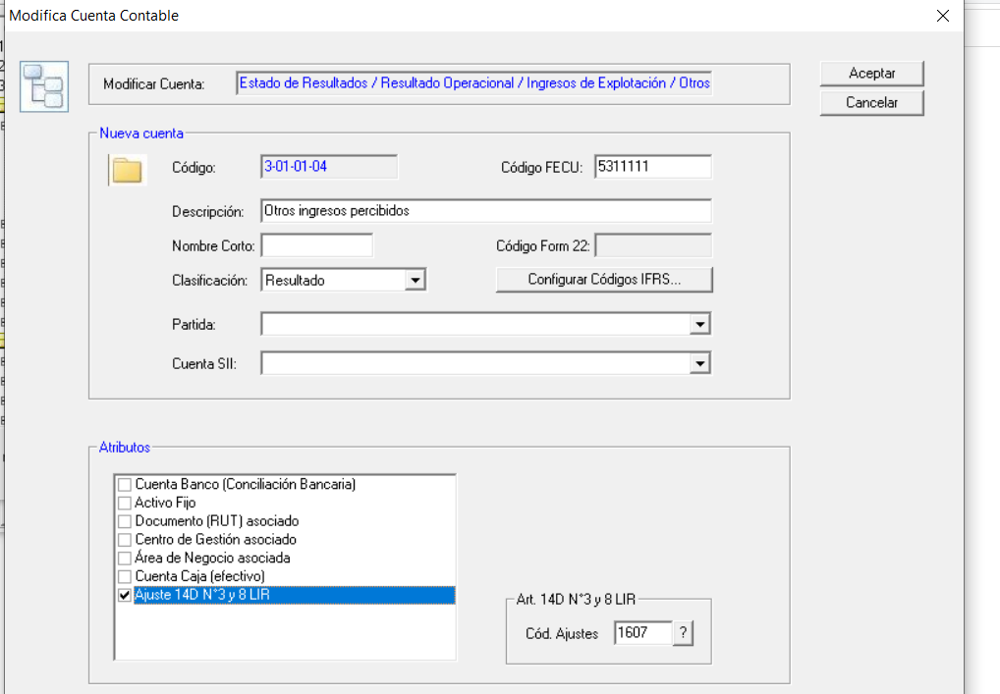 Modifica Cuenta Contable
Modificar Cuenta: Estado de Resultados / Resultado Operacional / Ingresos de Explotación / Otros
Aceptar
Cancelar
Nueva cuenta
Código: 3-01-01-04 Código FECU: 5311111
Descripción: Otros ingresos percibidos
Nombre Corto: Código Form 22:
Clasificación: Resultado Configurar Códigos IFRS...
Partida:
Cuenta SII:
Atributos
Cuenta Banco (Conciliación Bancaria)
Activo Fijo
Documento (RUT) asociado
Centro de Gestión asociado
Área de Negocio asociada
Cuenta Caja (efectivo)
Ajuste 14D N°3 y 8 LIR
Art. 14D N°3 y 8 LIR
Cód. Ajustes 1607 ?